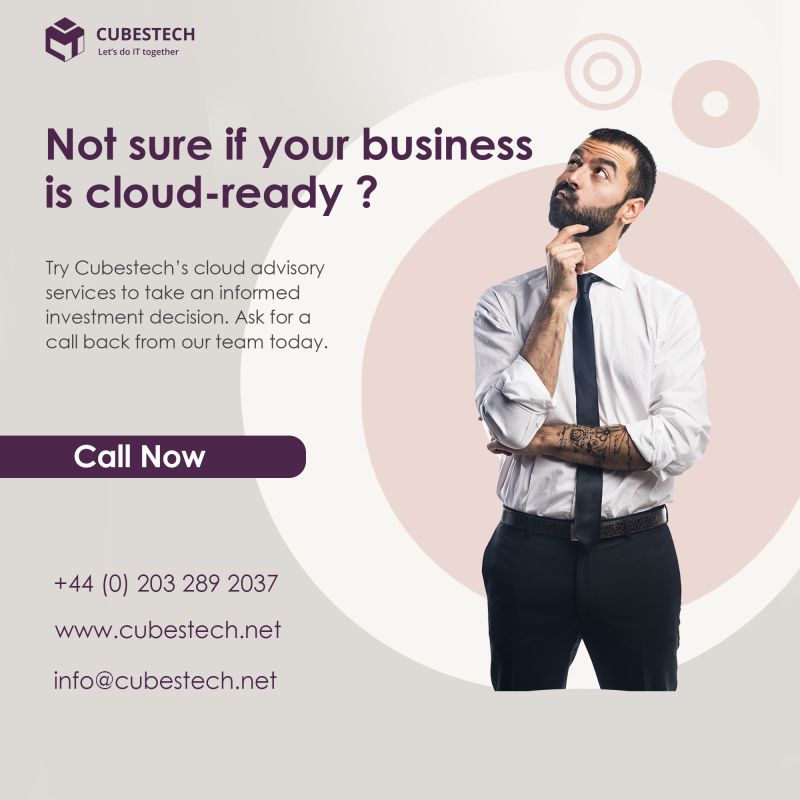 CUBESTECH
Let's do IT together
Not sure if your business
is cloud-ready ?
Try Cubestech's cloud advisory
services to take an informed
investment decision. Ask for a
call back from our team today.
Call Now
+44 (0) 203 289 2037
www.cubestech.net
info@cubestech.net